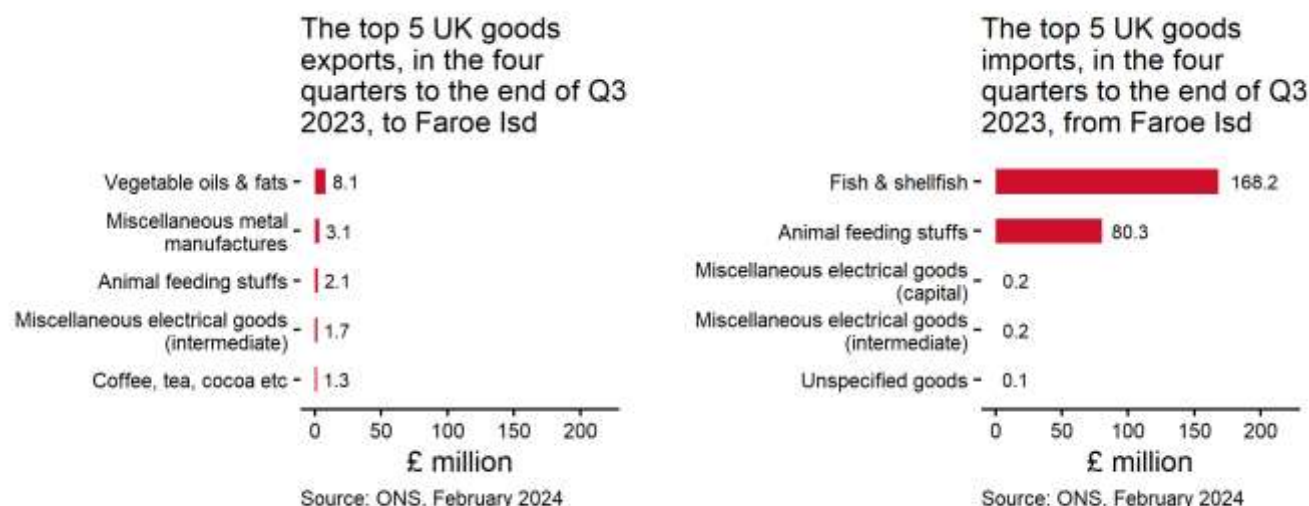 The top 5 UK goods
exports, in the four
quarters to the end of Q3
2023, to Faroe Isd
Vegetable oils & fats
8.1
Miscellaneous metal
manufactures
3.1
Animal feeding stuffs
2.1
Miscellaneous electrical goods
(intermediate)
1.7
Coffee, tea, cocoa etc
1.3
0 50 100 150 200
£ million
Source: ONS, February 2024
The top 5 UK goods
imports, in the four
quarters to the end of Q3
2023, from Faroe Isd
Fish & shellfish
168.2
Animal feeding stuffs
80.3
Miscellaneous electrical goods
(capital)
0.2
Miscellaneous electrical goods
(intermediate)
0.2
Unspecified goods
0.1
0 50 100 150 200
£ million
Source: ONS, February 2024